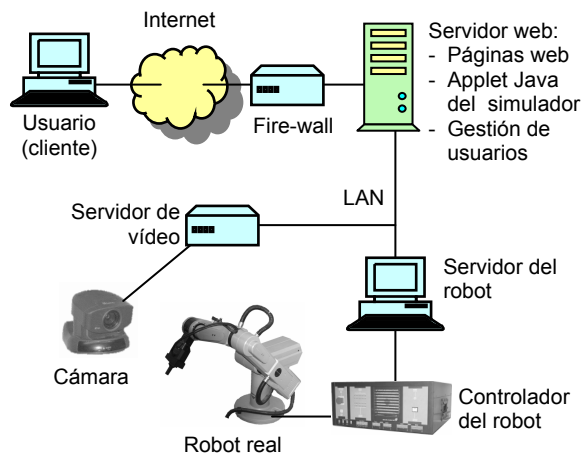 Internet
Servidor web:
- Páginas web
- Applet Java
del simulador
- Gestión de
usuarios
Usuario
(cliente)
Fire-wall
LAN
Servidor de
vídeo
Servidor del
robot
Cámara
Controlador
del robot
Robot real